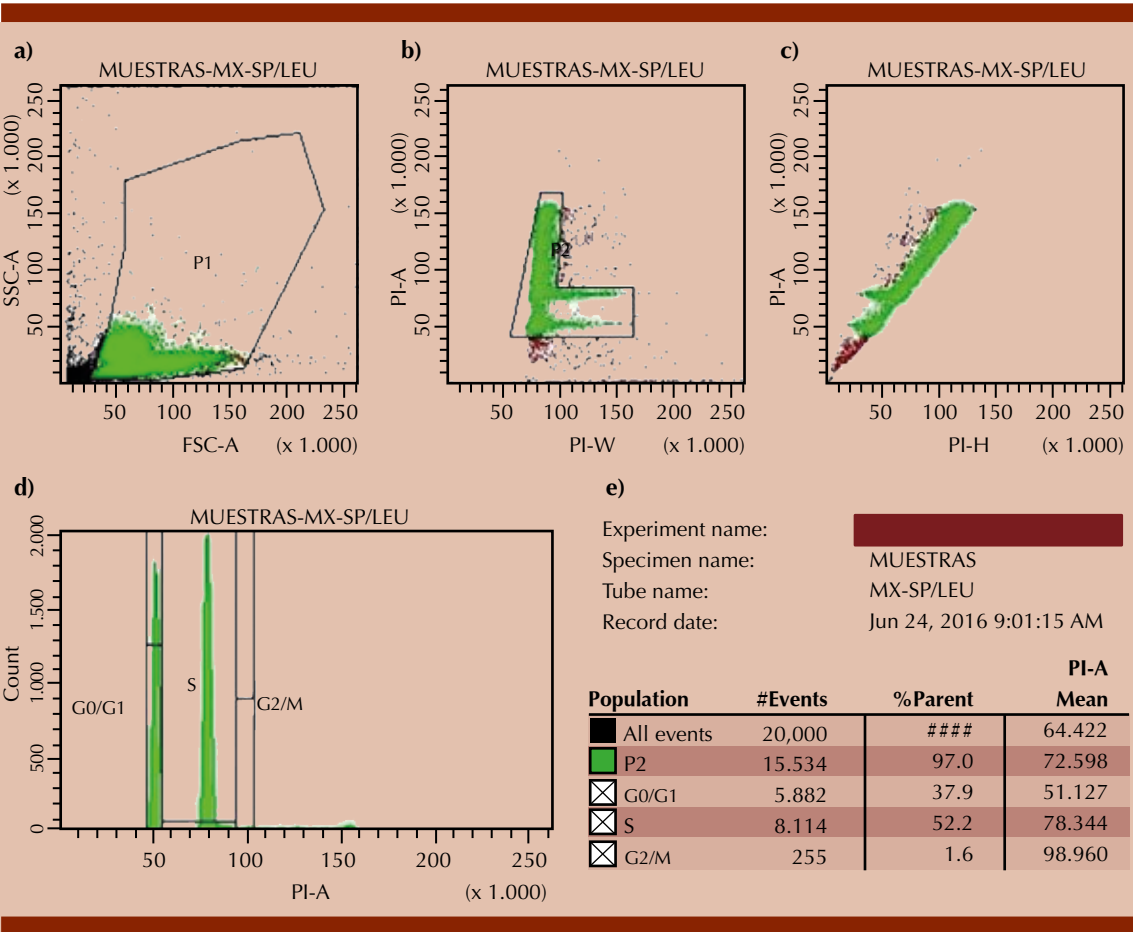 a)
MUESTRAS-MX-SP/LEU
SSC-A (x 1.000)
250
200
150
100
50
P1
50 100 150 200 250
FSC-A (x 1.000)
b)
MUESTRAS-MX-SP/LEU
PI-A (x 1.000)
250
200
150
100
50
P2
50 100 150 200 250
PI-W (x 1.000)
c)
MUESTRAS-MX-SP/LEU
PI-A (x 1.000)
250
200
150
100
50
50 100 150 200 250
PI-H (x 1.000)
d)
MUESTRAS-MX-SP/LEU
Count
2.000
1.500
1.000
500
0
G0/G1
S
G2/M
50 100 150 200 250
PI-A (x 1.000)
e)
Experiment name:
Specimen name: MUESTRAS
Tube name: MX-SP/LEU
Record date: Jun 24, 2016 9:01:15 AM
PI-A
Population #Events %Parent Mean
All events 20,000 #### 64.422
P2 15.534 97.0 72.598
G0/G1 5.882 37.9 51.127
S 8.114 52.2 78.344
G2/M 255 1.6 98.960